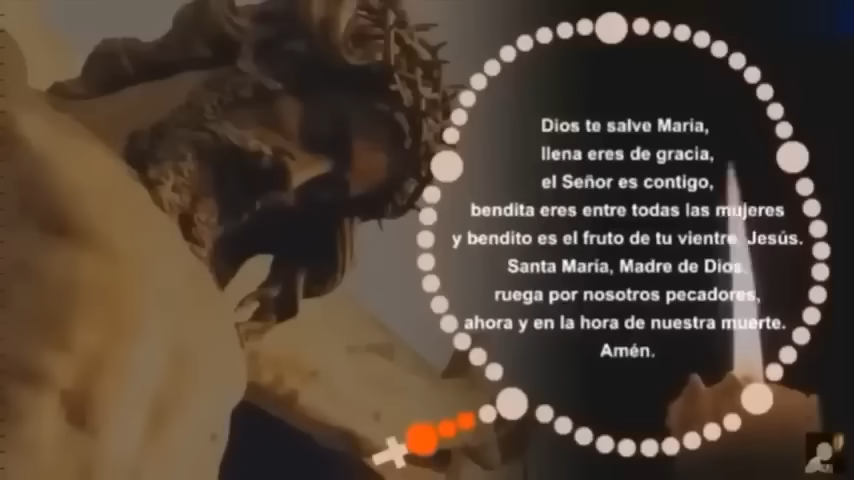 Dios te salve María,
llena eres de gracia,
el Señor es contigo,
bendita eres entre todas las mujeres
y bendito es el fruto de tu vientre Jesús.
Santa María, Madre de Dios
ruega por nosotros pecadores,
ahora y en la hora de nuestra muerte.
Amén.